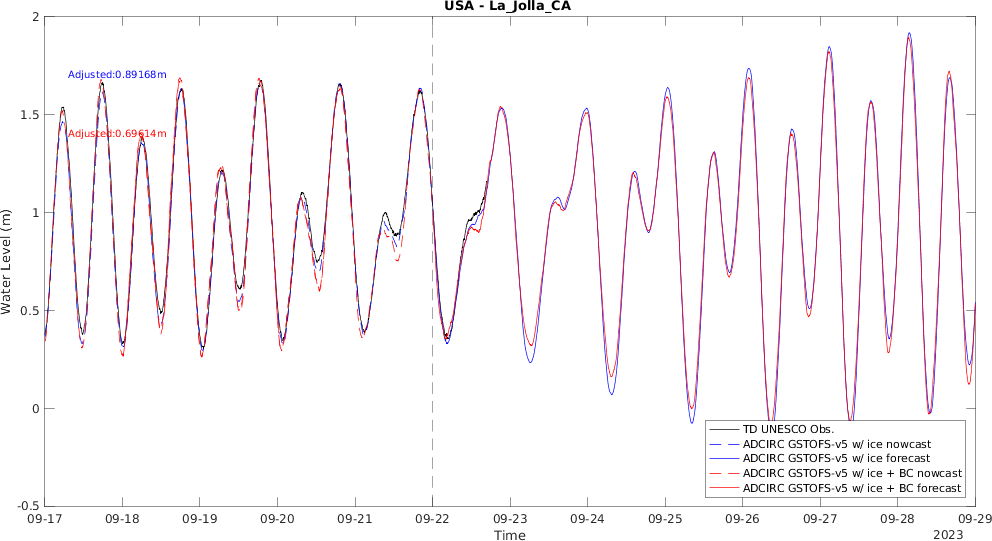 USA - La_Jolla_CA
2
Adjusted:0.89168m
1.5
Adjusted:0.69614m
1
Water Level (m)
0.5
0
TD UNESCO Obs.
ADCIRC GSTOFS-v5 w/ ice nowcast
ADCIRC GSTOFS-v5 w/ ice forecast
ADCIRC GSTOFS-v5 w/ ice + BC nowcast
ADCIRC GSTOFS-v5 w/ ice + BC forecast
-0.5
09-17 09-18 09-19 09-20 09-21 09-22 09-23 09-24 09-25 09-26 09-27 09-28 09-29
Time
2023